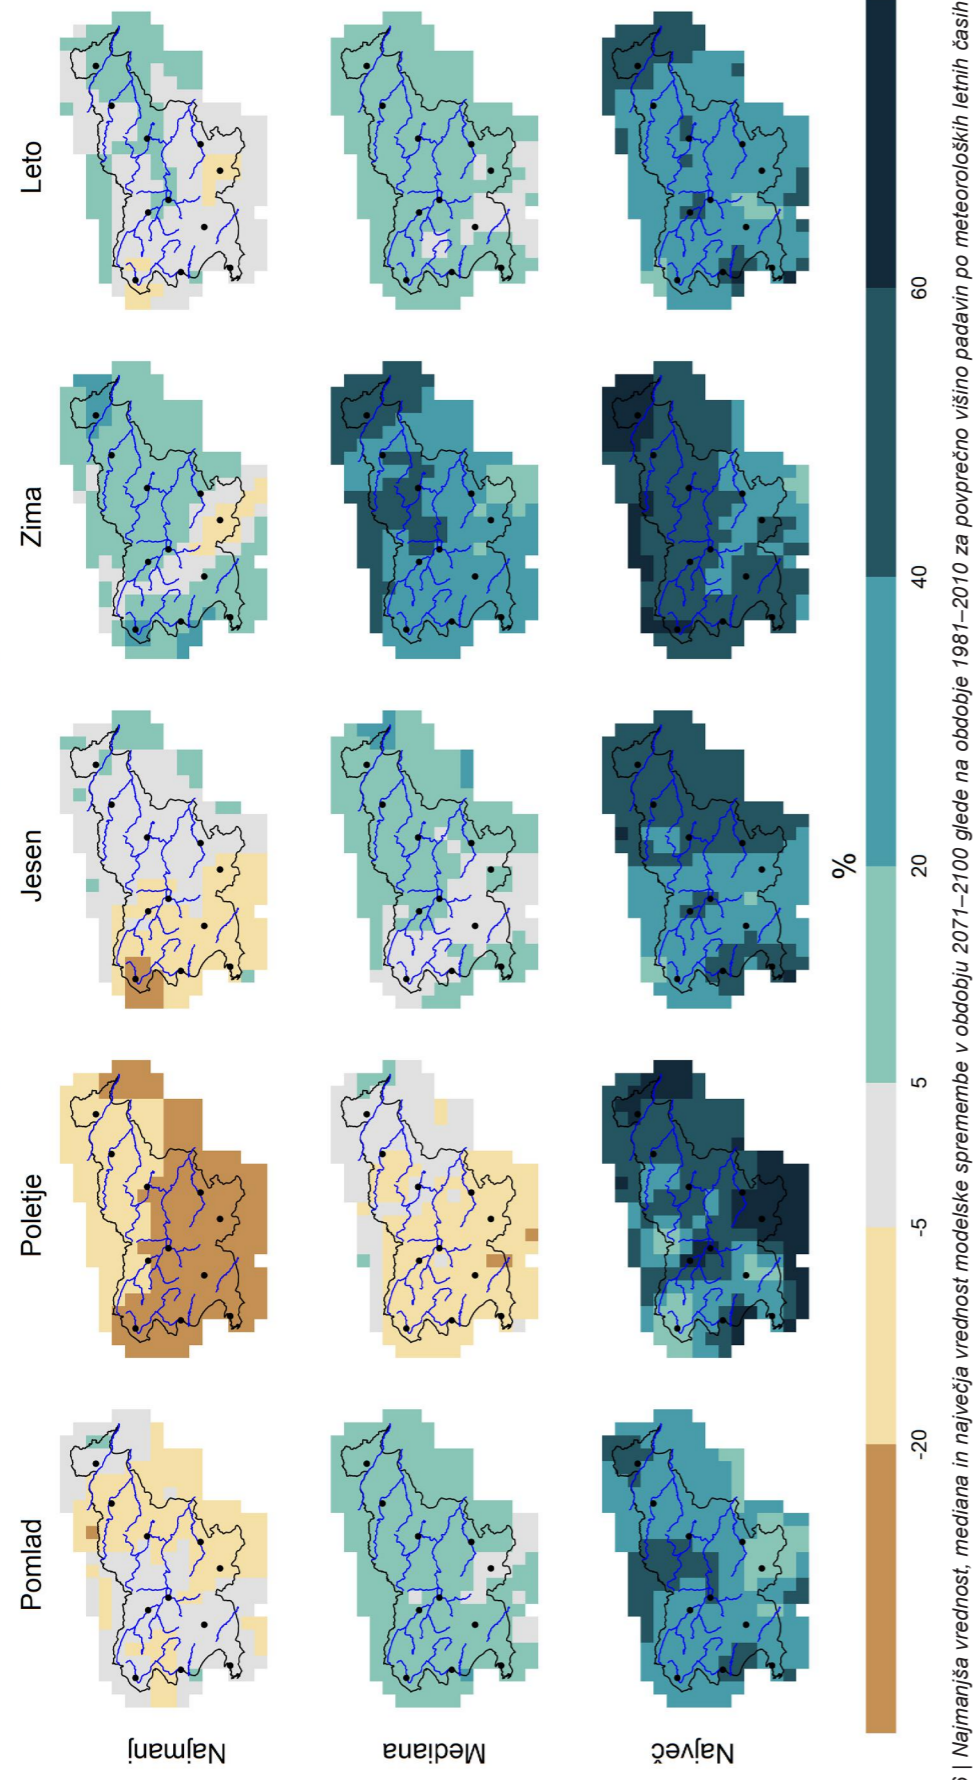 Pomlad
Poletje
Jesen
Zima
Leto
Najmanj
Mediana
Največ
%
-20
-5
5
20
40
60
| Najmanjša vrednost, mediana in največja vrednost modelske spremembe v obdobju 2071–2100 glede na obdobje 1981–2010 za povprečno višino padavin po meteoroloških letnih časih